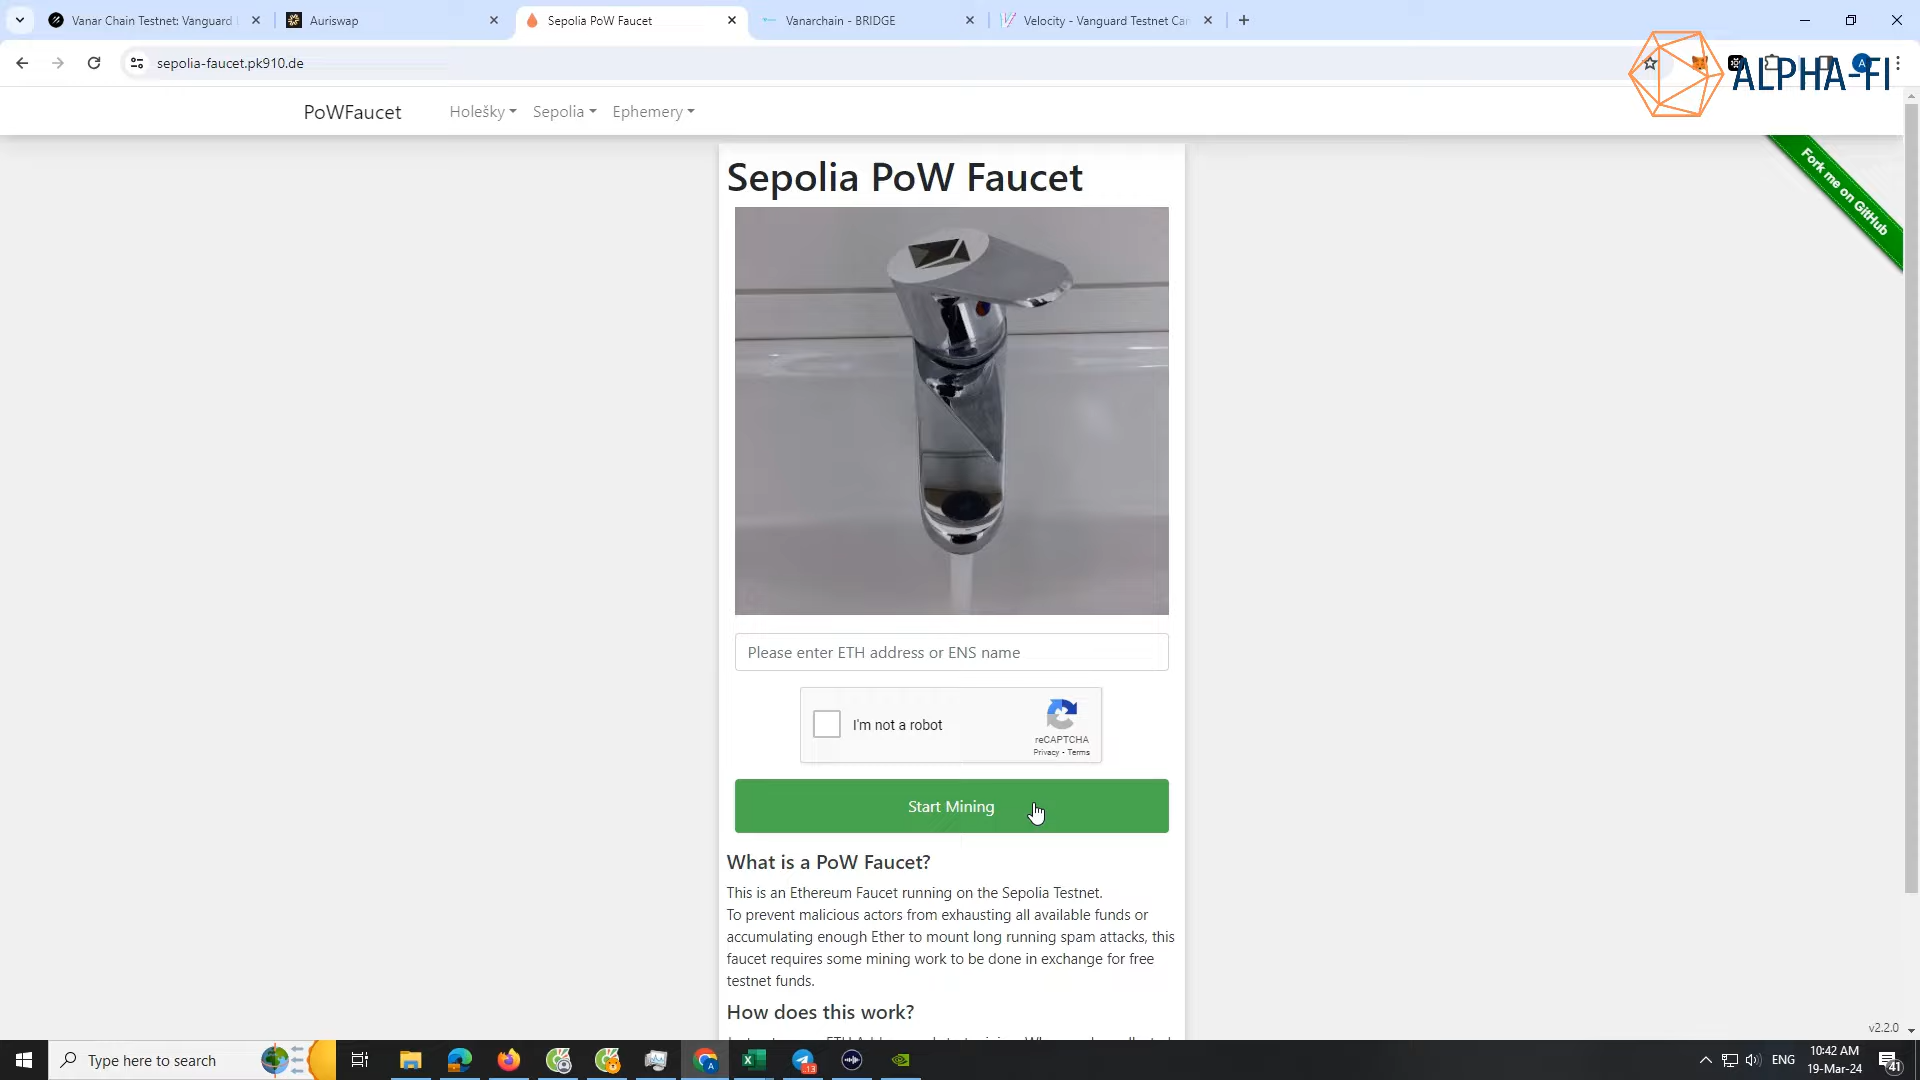 Vanar Chain Testnet: Vanguard
Auriswap
Sepolia PoW Faucet
Vanarchain - BRIDGE
Velocity - Vanguard Testnet Car
sepolia-faucet.pk910.de
A
ALPHA-FI
PoWFaucet
Holešky
Sepolia
Ephemery
Fork me on GitHub
Sepolia PoW Faucet
Please enter ETH address or ENS name
I'm not a robot
reCAPTCHA
Privacy - Terms
Start Mining
What is a PoW Faucet?
This is an Ethereum Faucet running on the Sepolia Testnet.
To prevent malicious actors from exhausting all available funds or
accumulating enough Ether to mount long running spam attacks, this
faucet requires some mining work to be done in exchange for free
testnet funds.
How does this work?
v2.2.0
Type here to search
ENG
10:42 AM
19-Mar-24
41